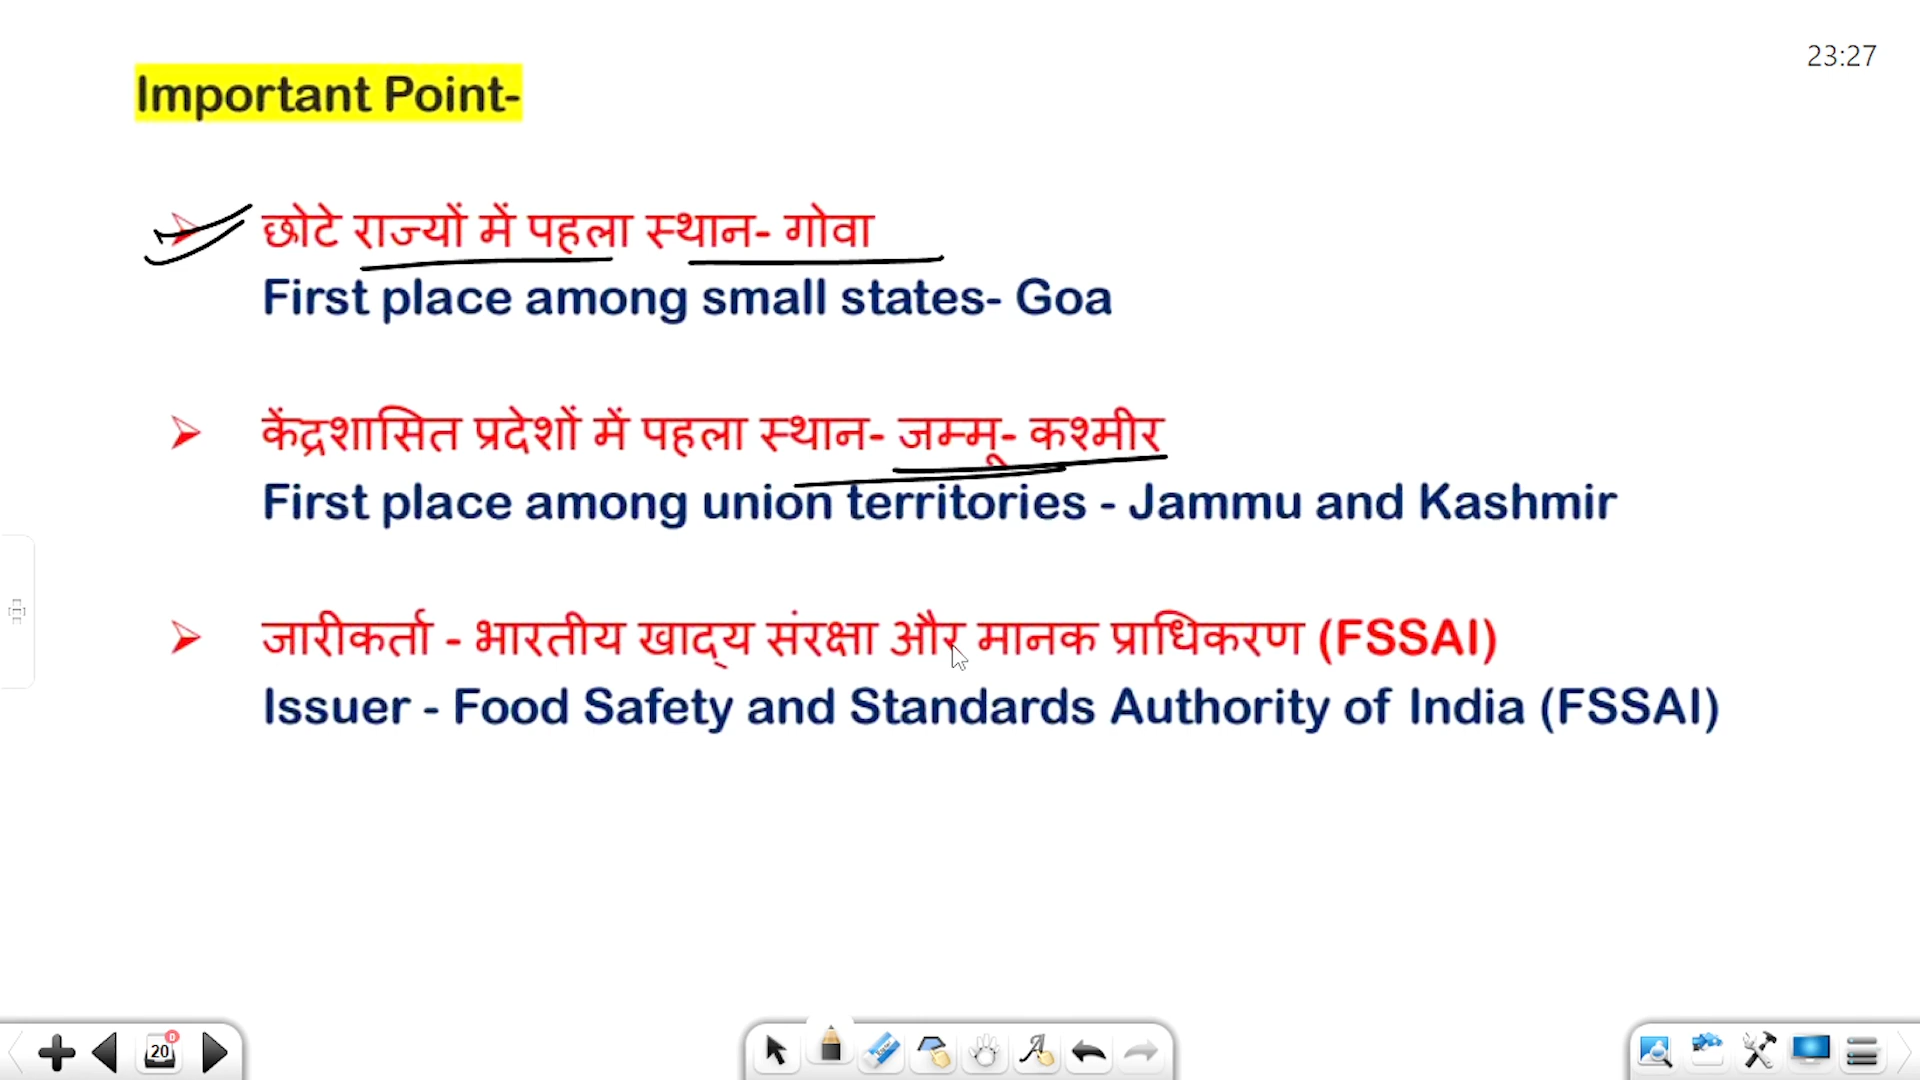 23:27
Important Point-
छोटे राज्यों में पहला स्थान- गोवा
First place among small states- Goa
केंद्रशासित प्रदेशों में पहला स्थान- जम्मू- कश्मीर
First place among union territories - Jammu and Kashmir
जारीकर्ता - भारतीय खाद्य संरक्षा और मानक प्राधिकरण (FSSAI)
Issuer - Food Safety and Standards Authority of India (FSSAI)
20